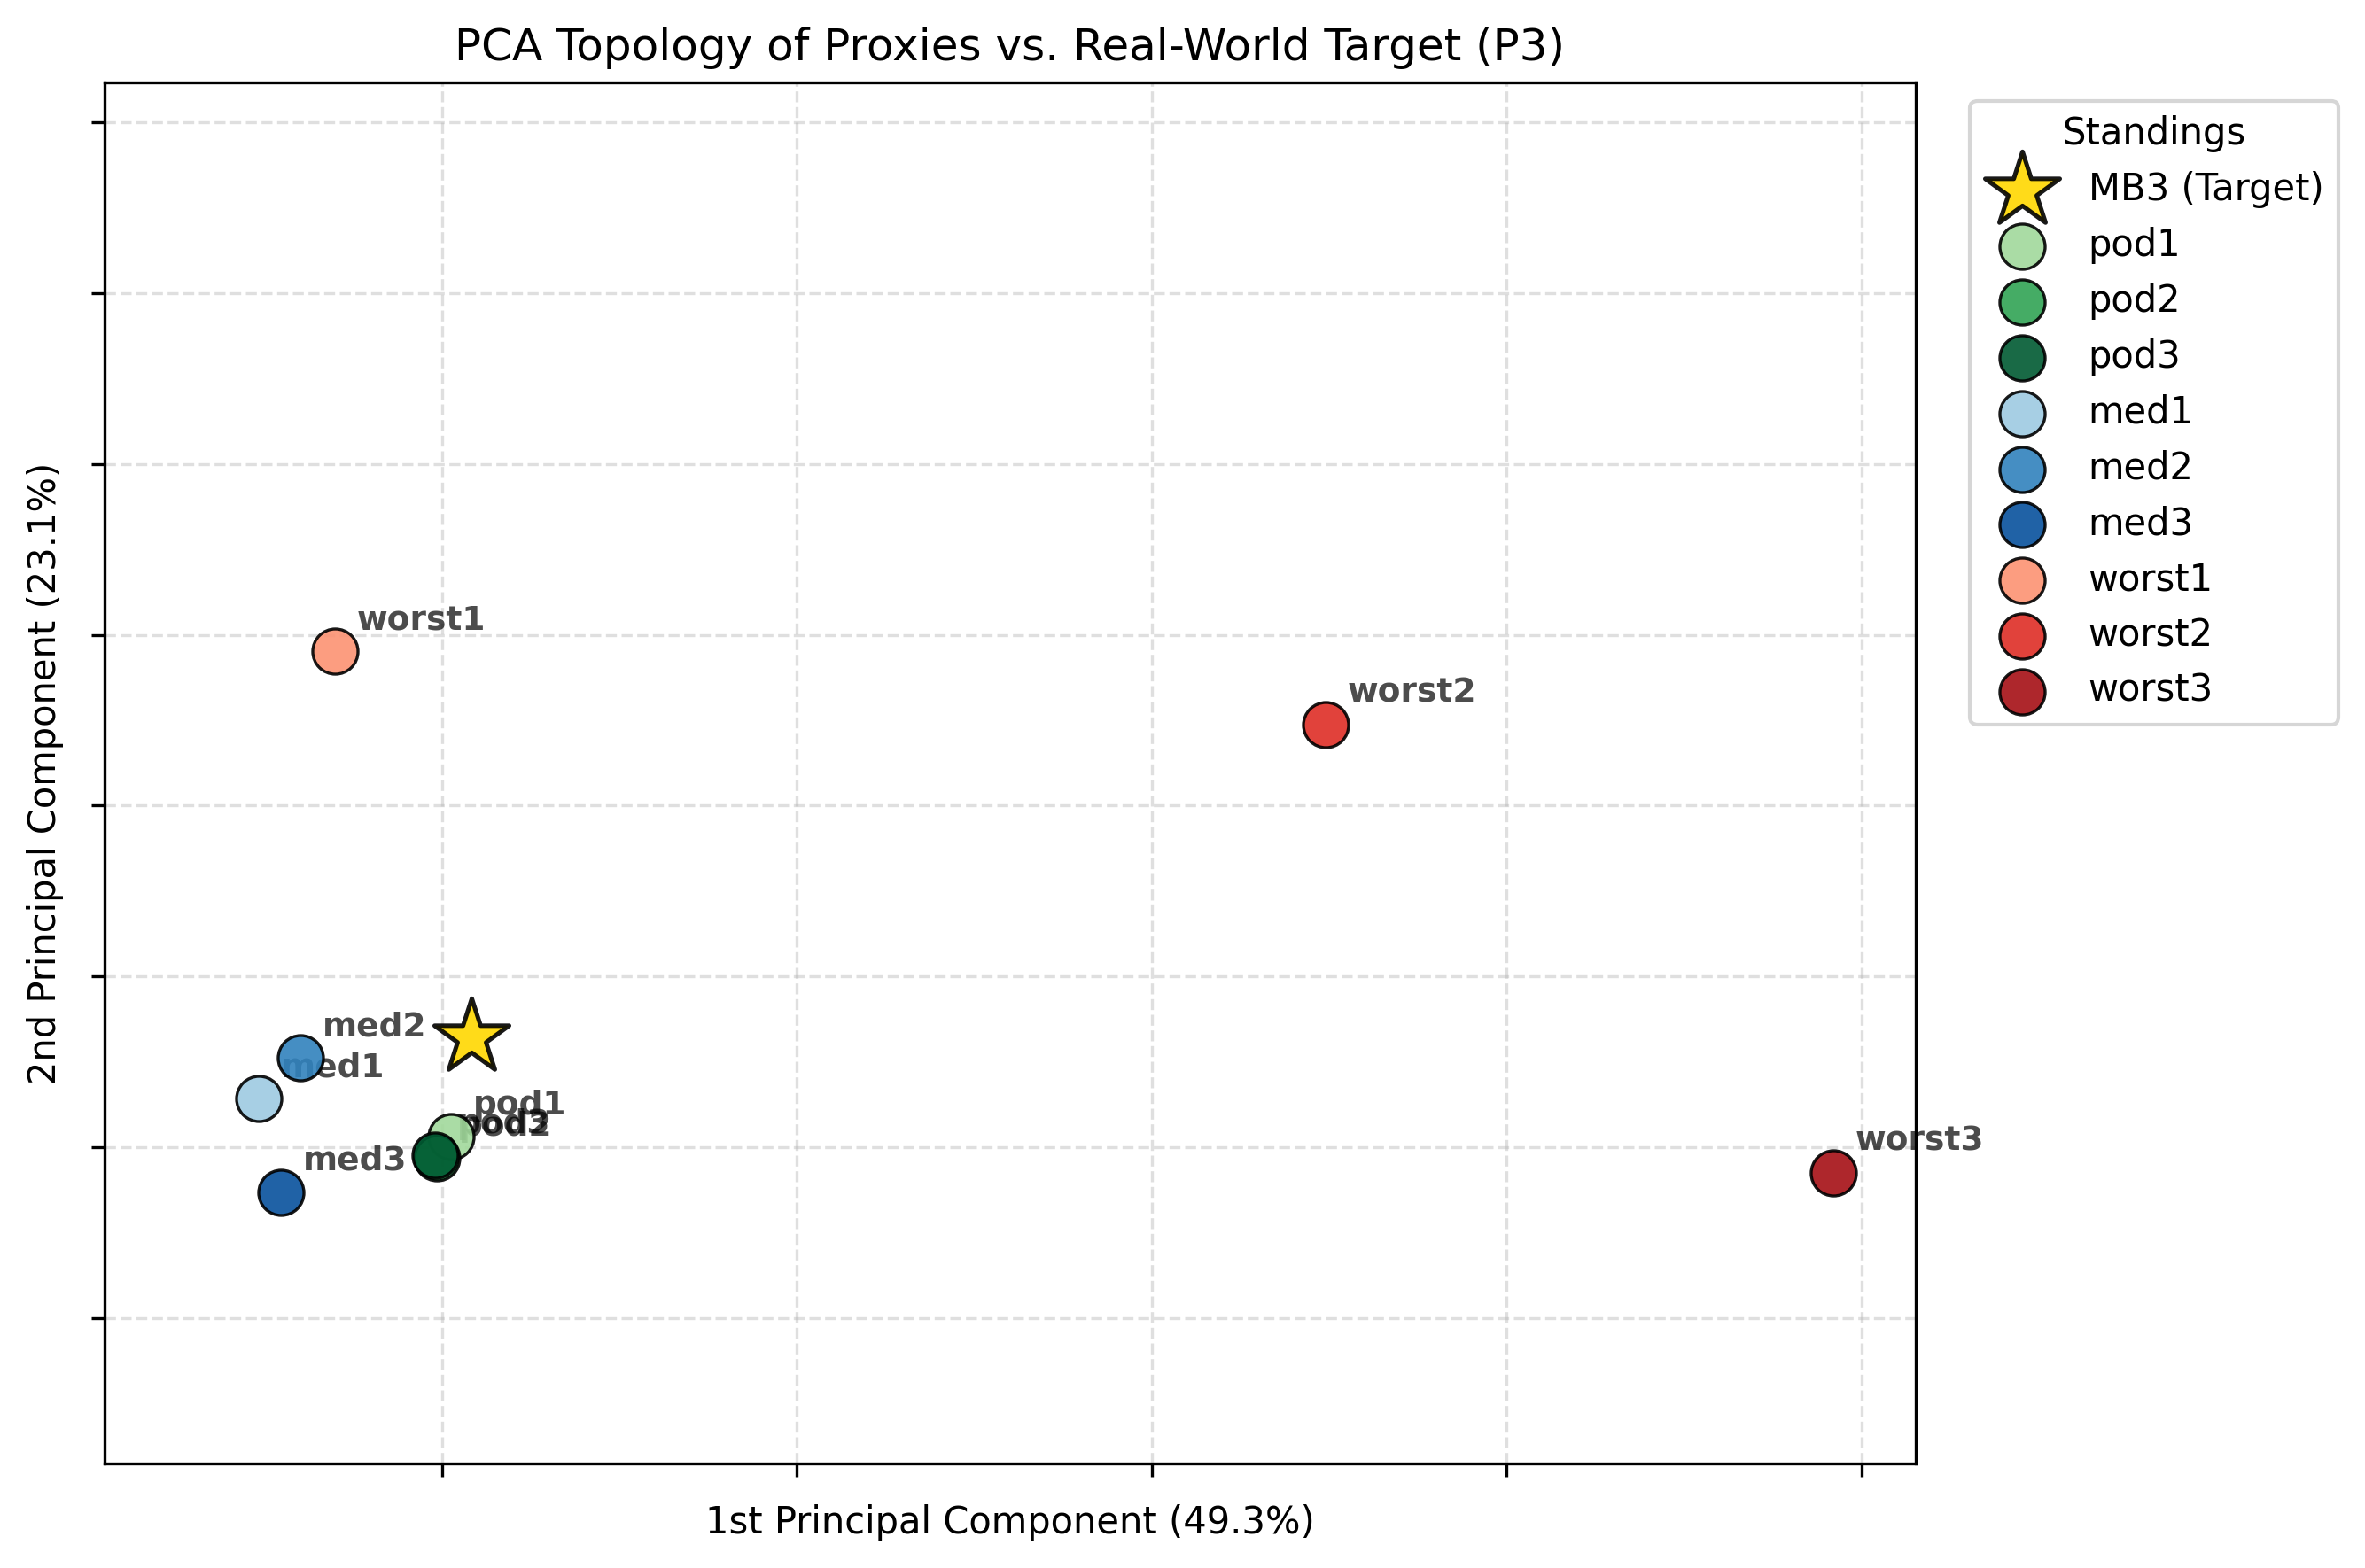 PCA Topology of Proxies vs. Real-World Target (P3)
2nd Principal Component (23.1%)
1st Principal Component (49.3%)
Standings
MB3 (Target)
pod1
pod2
pod3
med1
med2
med3
worst1
worst2
worst3
worst1
worst2
med2
med1
pod1
pod2
pod3
med3
worst3